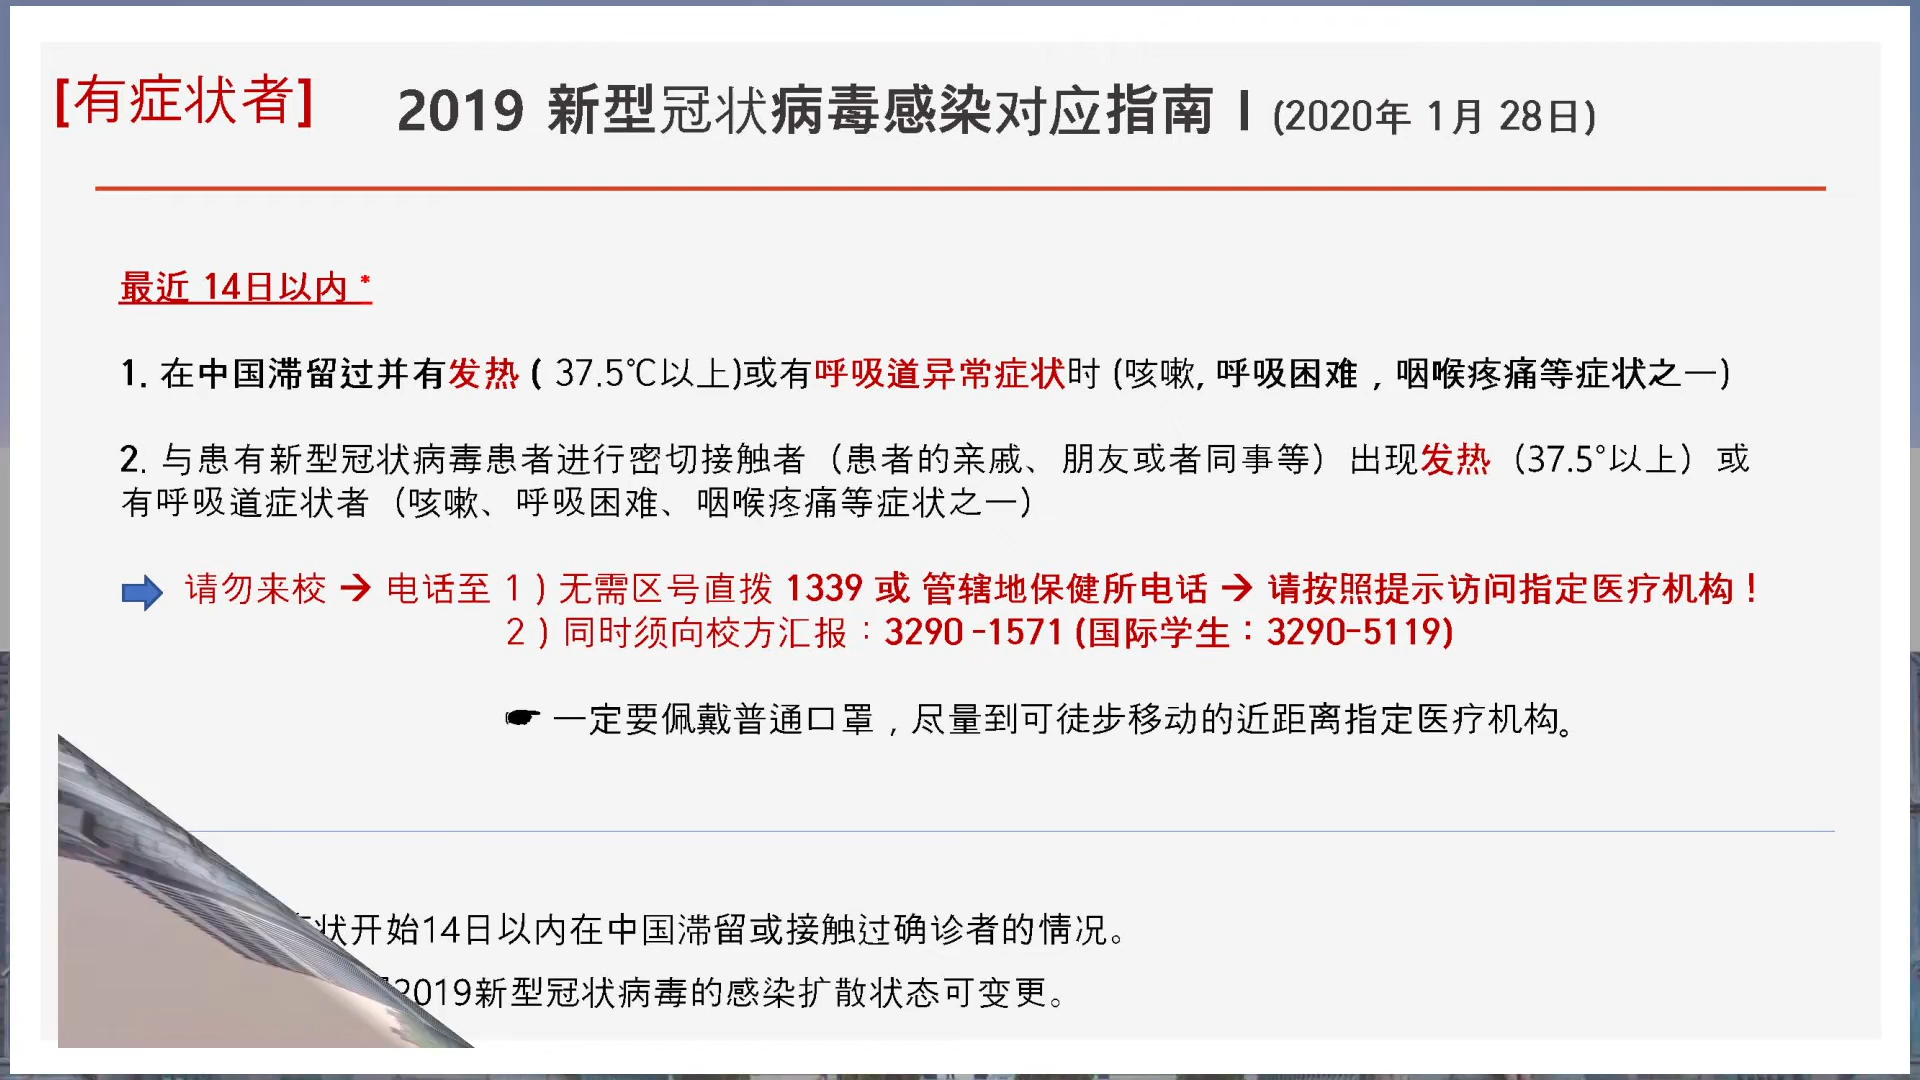 [有症状者]
2019 新型冠状病毒感染对应指南 I (2020年 1月 28日)
最近 14日以内 *
1. 在中国滞留过并有发热 ( 37.5℃以上)或有呼吸道异常症状时 (咳嗽, 呼吸困难，咽喉疼痛等症状之一)
2. 与患有新型冠状病毒患者进行密切接触者（患者的亲戚、朋友或者同事等）出现发热（37.5°以上）或
有呼吸道症状者（咳嗽、呼吸困难、咽喉疼痛等症状之一）
请勿来校 → 电话至 1 ) 无需区号直拨 1339 或 管辖地保健所电话 → 请按照提示访问指定医疗机构！
2 ) 同时须向校方汇报：3290 -1571 (国际学生：3290-5119)
☛ 一定要佩戴普通口罩，尽量到可徒步移动的近距离指定医疗机构。
状开始14日以内在中国滞留或接触过确诊者的情况。
2019新型冠状病毒的感染扩散状态可变更。